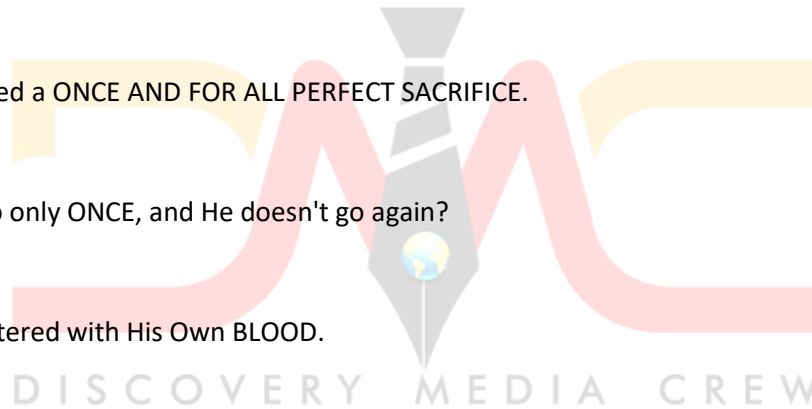 ed a ONCE AND FOR ALL PERFECT SACRIFICE.
only ONCE, and He doesn't go again?
tered with His Own BLOOD.
DISCOVERY MEDIA CREW